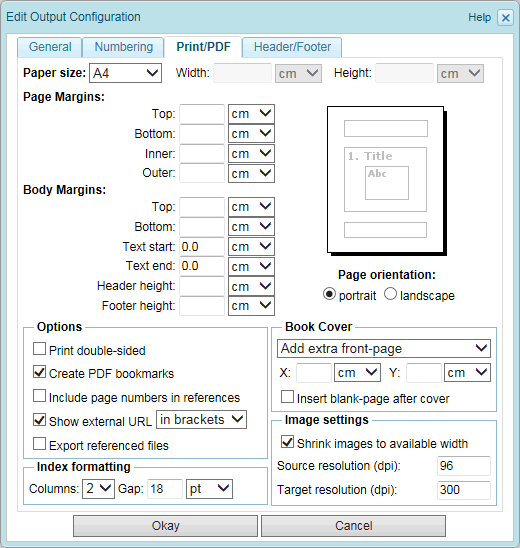 Edit Output Configuration Help
General Numbering Print/PDF Header/Footer
Paper size: A4 Width: cm Height: cm
Page Margins:
Top: cm
Bottom: cm
Inner: cm
Outer: cm
Body Margins:
Top: cm
Bottom: cm
Text start: 0.0 cm
Text end: 0.0 cm
Header height: cm
Footer height: cm
1. Title
Abc
Page orientation:
portrait landscape
Options
Print double-sided
Create PDF bookmarks
Include page numbers in references
Show external URL in brackets
Export referenced files
Index formatting
Columns: 2 Gap: 18 pt
Book Cover
Add extra front-page
X: cm Y: cm
Insert blank-page after cover
Image settings
Shrink images to available width
Source resolution (dpi): 96
Target resolution (dpi): 300
Okay Cancel